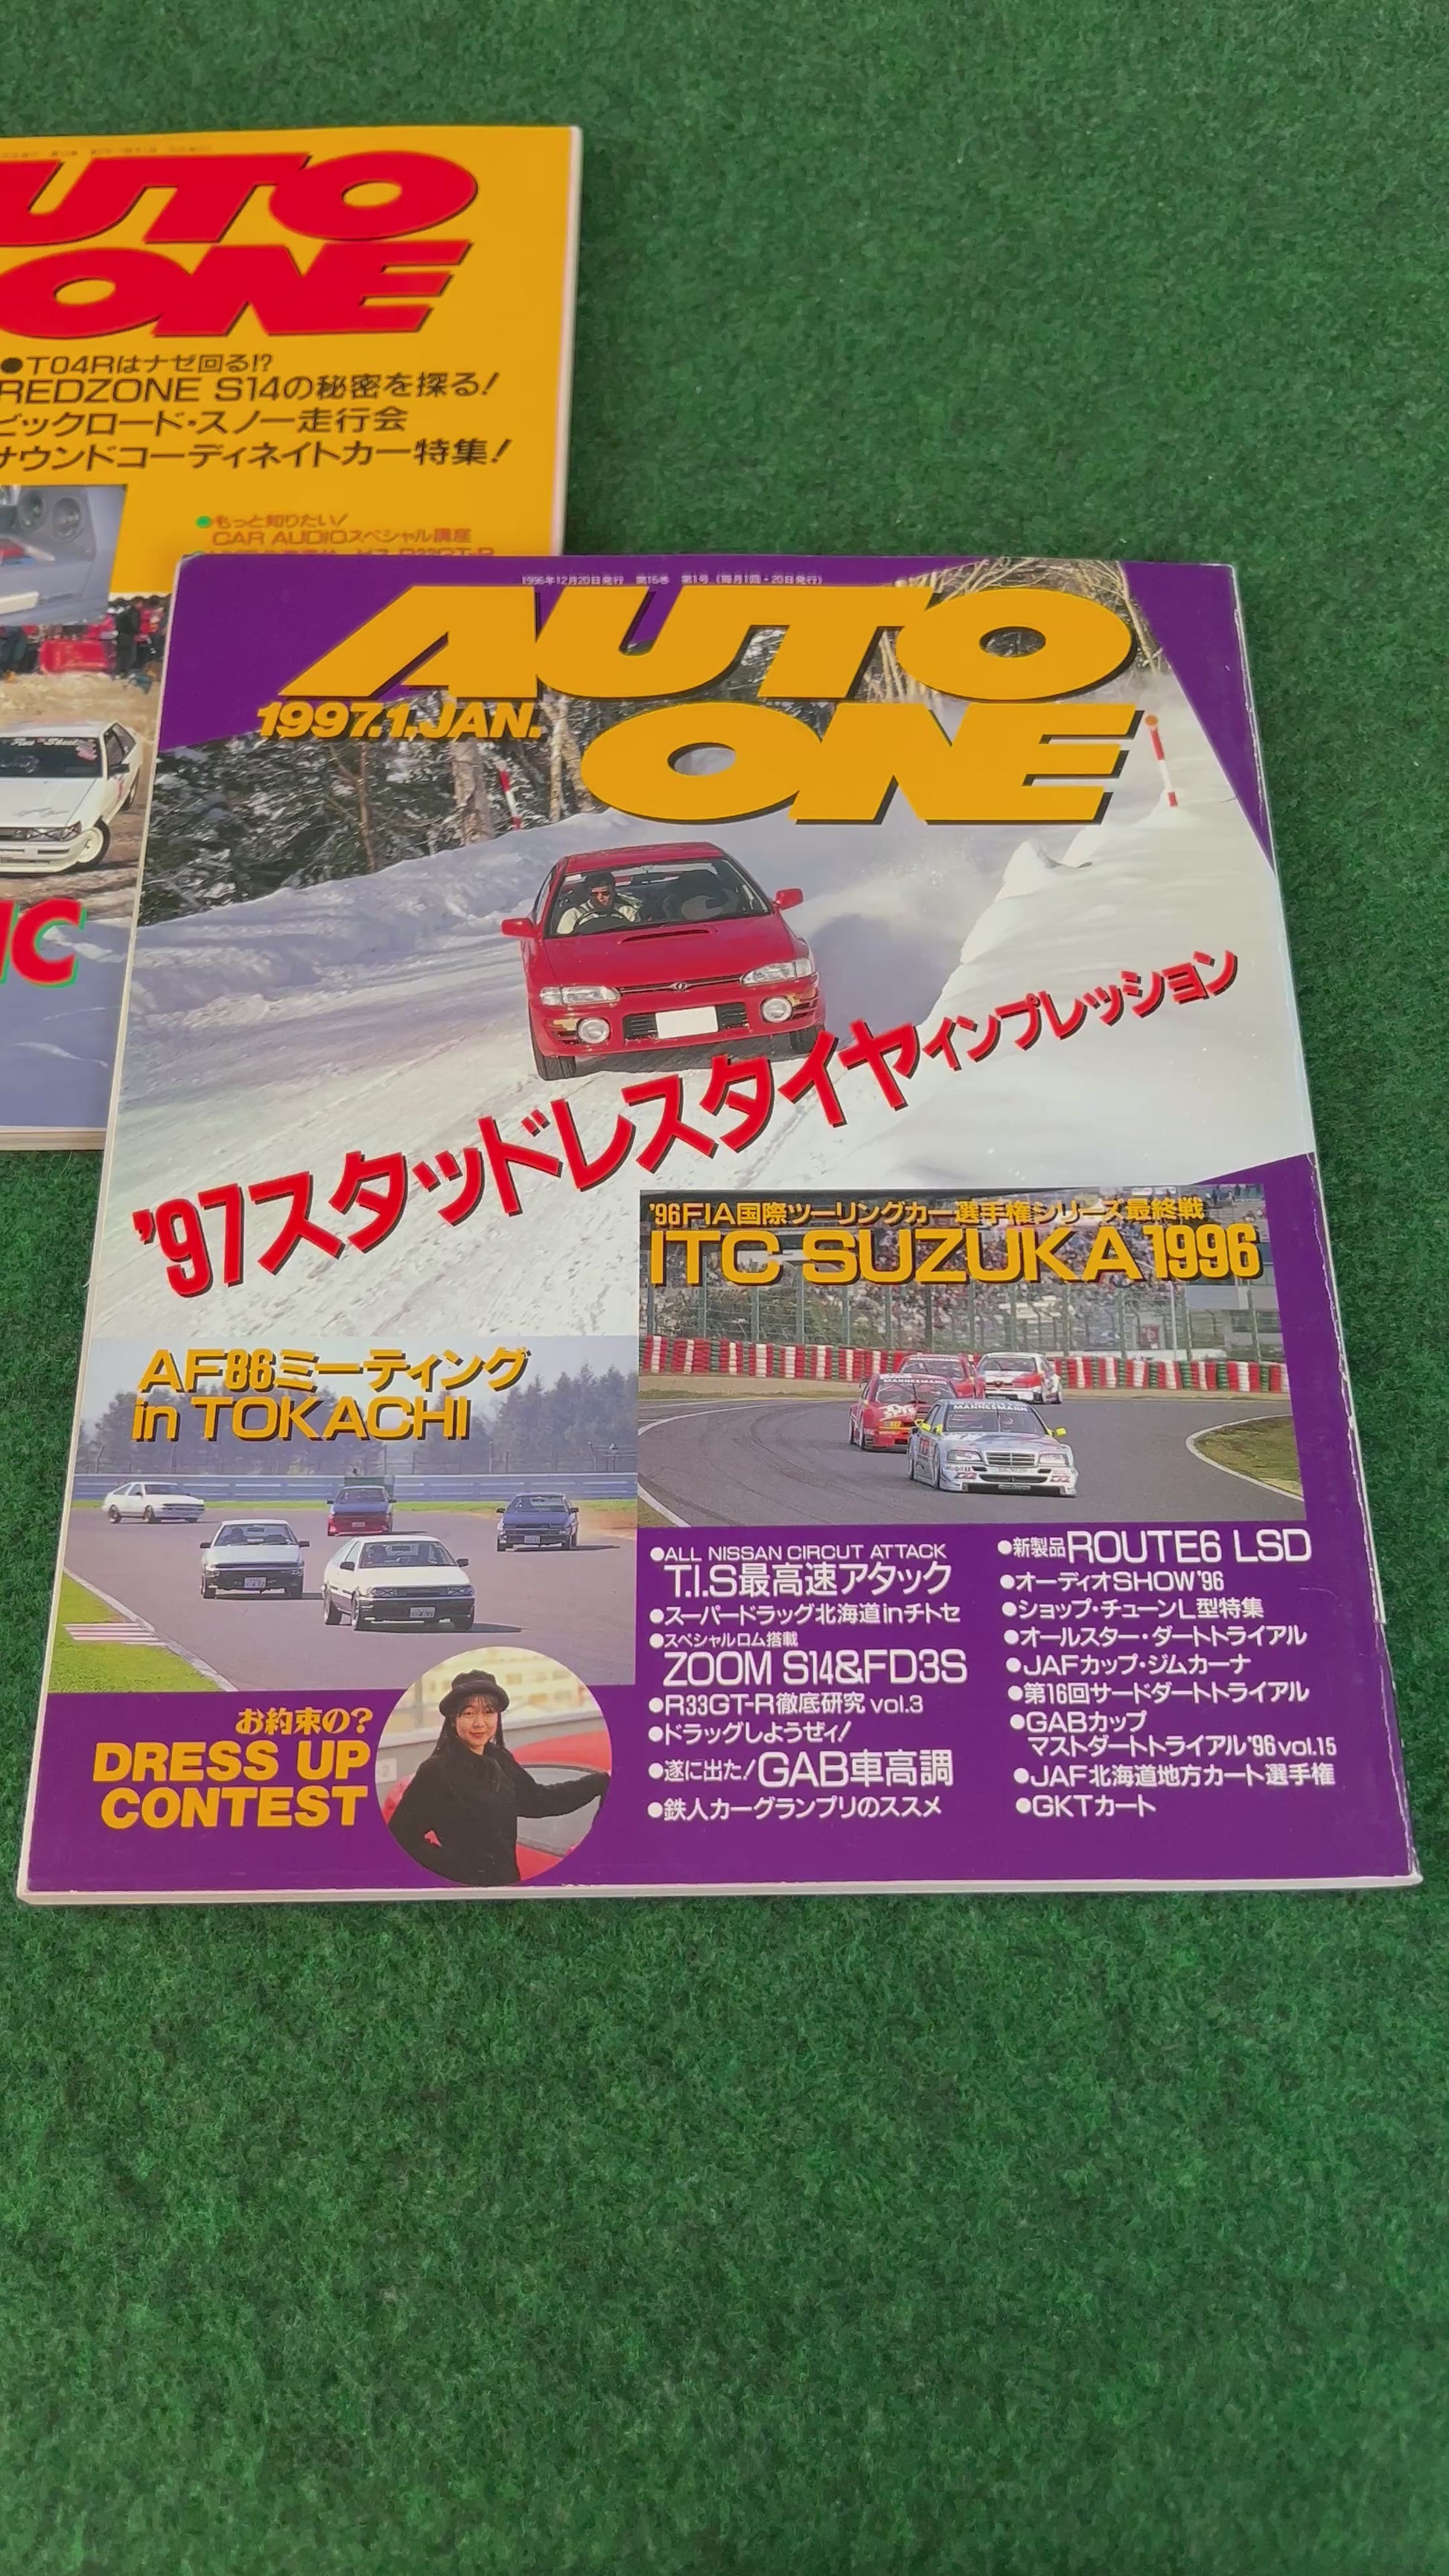 AUTO
ONE
●T04Rはナゼ回る!?
REDZONE S14の秘密を探る!
ビックロード・スノー走行会
サウンドコーディネイトカー特集!
●もっと知りたい!
CAR AUDIOスペシャル講座
IC
1996年12月20日発行 第15巻 第1号(毎月1回・20日発行)
AUTO
1997.1.JAN.
ONE
'97スタッドレスタイヤインプレッション
'96FIA国際ツーリングカー選手権シリーズ最終戦
ITC SUZUKA 1996
MANNESMANN
MANNESMANN
AF86ミーティング
in TOKACHI
お約束の?
DRESS UP
CONTEST
●ALL NISSAN CIRCUT ATTACK
T.I.S最高速アタック
●スーパードラッグ北海道inチトセ
●スペシャルロム搭載
ZOOM S14&FD3S
●R33GT-R徹底研究 vol.3
●ドラッグしようぜィ!
●遂に出た!GAB車高調
●鉄人カーグランプリのススメ
●新製品ROUTE6 LSD
●オーディオSHOW'96
●ショップ・チューンL型特集
●オールスター・ダートトライアル
●JAFカップ・ジムカーナ
●第16回サードダートトライアル
●GABカップ
マストダートトライアル'96 vol.15
●JAF北海道地方カート選手権
●GKTカート